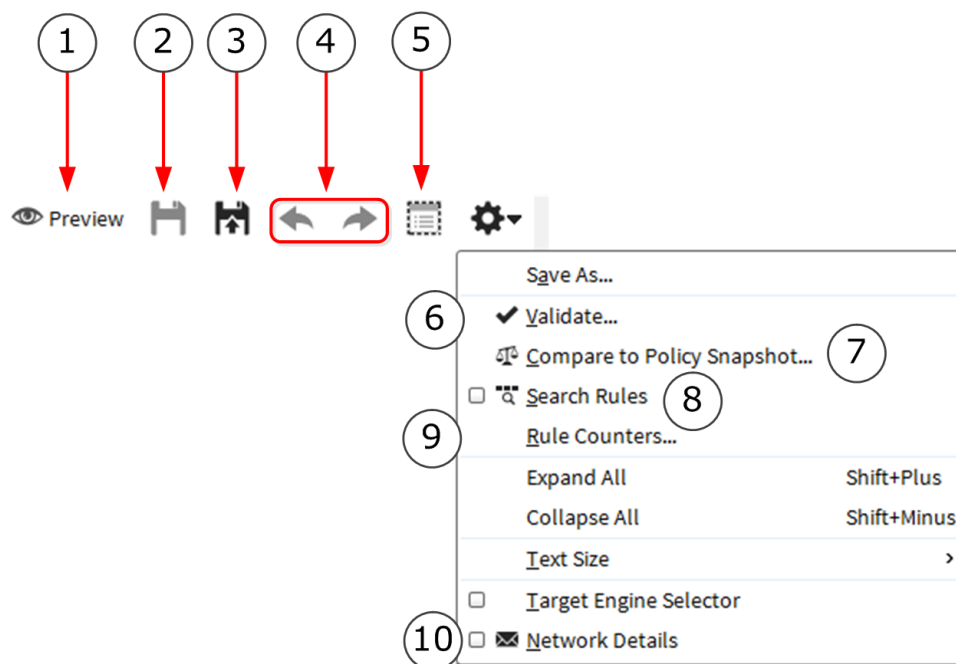 1 2 3 4 5
Preview
Save As...
6 Validate...
Compare to Policy Snapshot... 7
Search Rules 8
9 Rule Counters...
Expand All Shift+Plus
Collapse All Shift+Minus
Text Size
Target Engine Selector
10 Network Details